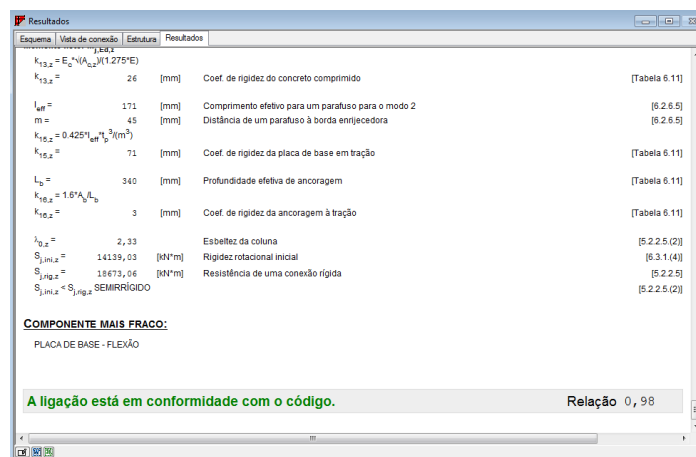 Resultados
Esquema Vista de conexão Estrutura Resultados
k13,z = Ec*√(Ac,z)/(1.275*E)
k13,z = 26 [mm] Coef. de rigidez do concreto comprimido [Tabela 6.11]
leff = 171 [mm] Comprimento efetivo para um parafuso para o modo 2 [6.2.6.5]
m = 45 [mm] Distância de um parafuso à borda enrijecedora [6.2.6.5]
k15,z = 0.425*leff*tp^3/(m^3)
k15,z = 71 [mm] Coef. de rigidez da placa de base em tração [Tabela 6.11]
Lb = 340 [mm] Profundidade efetiva de ancoragem [Tabela 6.11]
k16,z = 1.6*Ab/Lb
k16,z = 3 [mm] Coef. de rigidez da ancoragem à tração [Tabela 6.11]
λ0,z = 2,33 Esbeltez da coluna [5.2.2.5.(2)]
Sj,ini,z = 14139,03 [kN*m] Rigidez rotacional inicial [6.3.1.(4)]
Sj,rig,z = 18673,06 [kN*m] Resistência de uma conexão rígida [5.2.2.5]
Sj,ini,z < Sj,rig,z SEMIRRÍGIDO [5.2.2.5.(2)]
COMPONENTE MAIS FRACO:
PLACA DE BASE - FLEXÃO
A ligação está em conformidade com o código. Relação 0,98